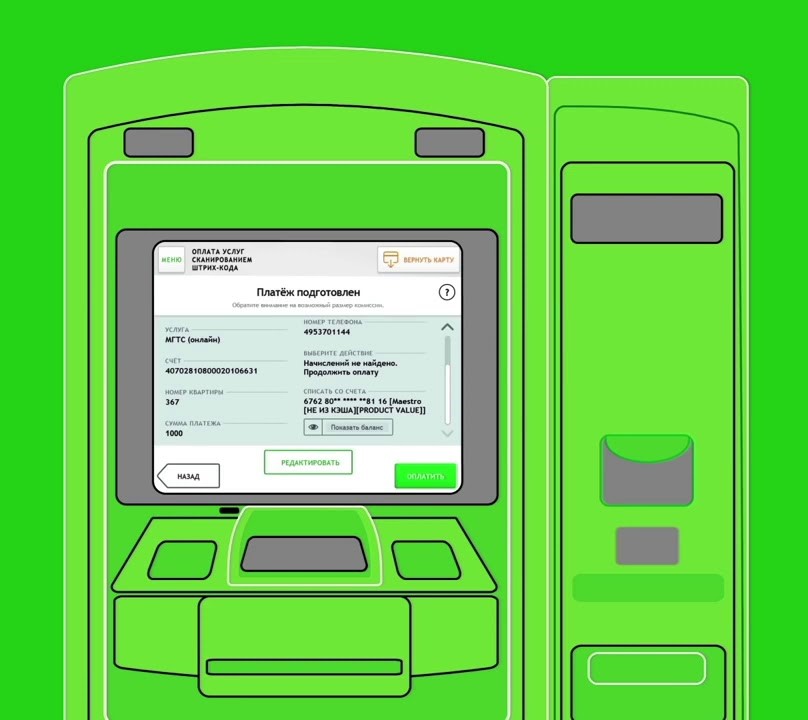 МЕНЮ
ОПЛАТА УСЛУГ
СКАНИРОВАНИЕМ
ШТРИХ-КОДА
ВЕРНУТЬ КАРТУ
Платёж подготовлен
?
Обратите внимание на возможный размер комиссии.
УСЛУГА
МГТС (онлайн)
СЧЁТ
40702810800020106631
НОМЕР КВАРТИРЫ
367
СУММА ПЛАТЕЖА
1000
НОМЕР ТЕЛЕФОНА
4953701144
ВЫБЕРИТЕ ДЕЙСТВИЕ
Начислений не найдено.
Продолжить оплату
СПИСАТЬ СО СЧЕТА
6762 80** **** **81 16 [Maestro
[НЕ ИЗ КЭША][PRODUCT VALUE]]
Показать баланс
РЕДАКТИРОВАТЬ
НАЗАД
ОПЛАТИТЬ